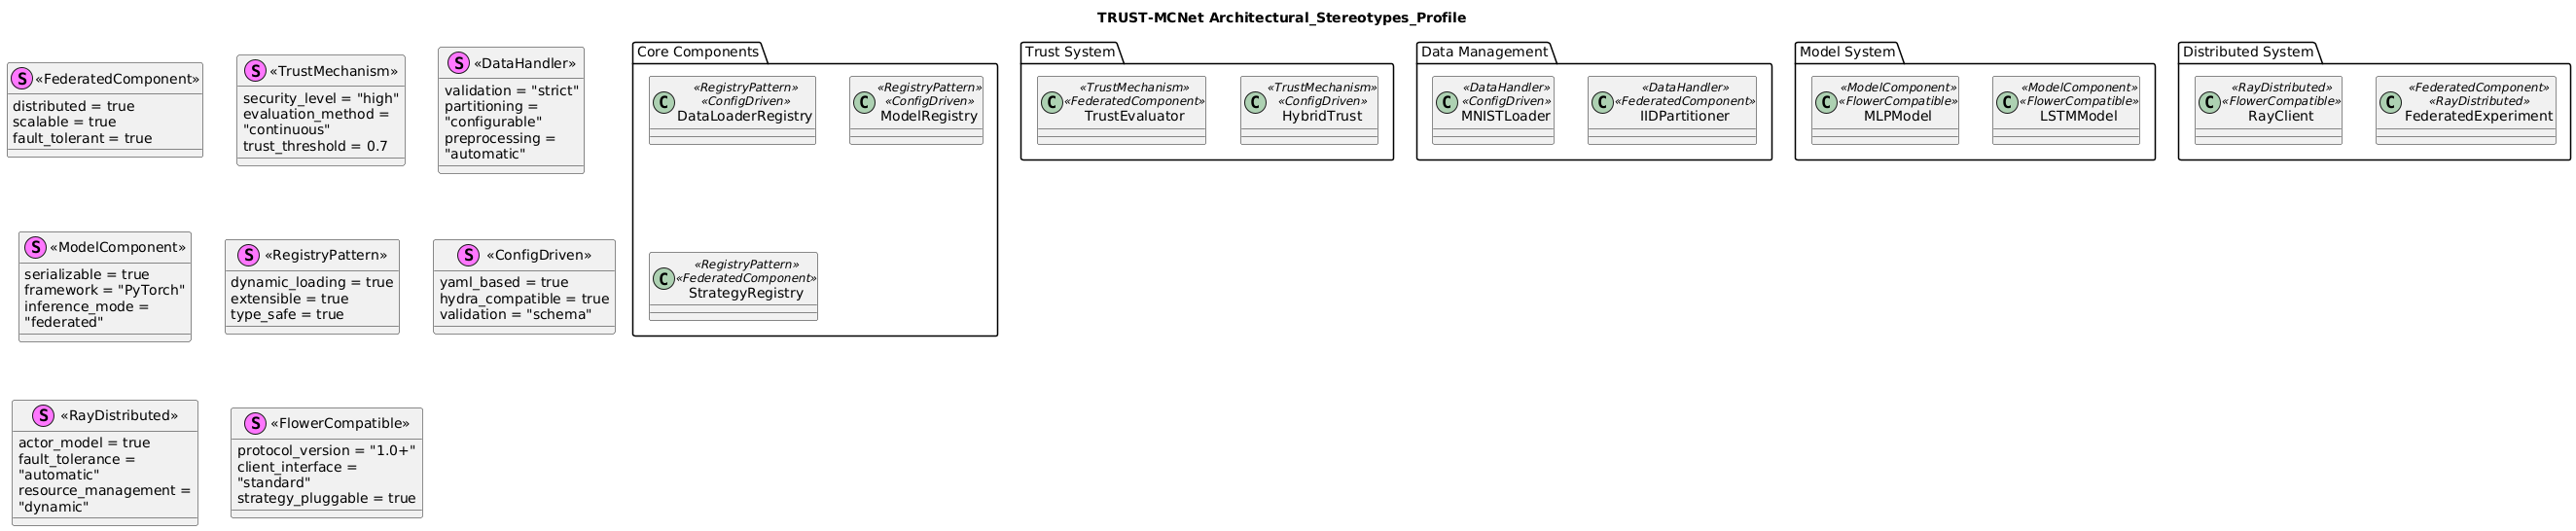 TRUST-MCNet Architectural_Stereotypes_Profile
S «FederatedComponent»
distributed = true
scalable = true
fault_tolerant = true
S «TrustMechanism»
security_level = "high"
evaluation_method =
"continuous"
trust_threshold = 0.7
S «DataHandler»
validation = "strict"
partitioning =
"configurable"
preprocessing =
"automatic"
S «ModelComponent»
serializable = true
framework = "PyTorch"
inference_mode =
"federated"
S «RegistryPattern»
dynamic_loading = true
extensible = true
type_safe = true
S «ConfigDriven»
yaml_based = true
hydra_compatible = true
validation = "schema"
S «RayDistributed»
actor_model = true
fault_tolerance =
"automatic"
resource_management =
"dynamic"
S «FlowerCompatible»
protocol_version = "1.0+"
client_interface =
"standard"
strategy_pluggable = true
Core Components
«RegistryPattern»
C «ConfigDriven»
DataLoaderRegistry
«RegistryPattern»
C «ConfigDriven»
ModelRegistry
«RegistryPattern»
C «FederatedComponent»
StrategyRegistry
Trust System
«TrustMechanism»
C «FederatedComponent»
TrustEvaluator
«TrustMechanism»
C «ConfigDriven»
HybridTrust
Data Management
«DataHandler»
C «ConfigDriven»
MNISTLoader
«DataHandler»
C «FederatedComponent»
IIDPartitioner
Model System
«ModelComponent»
C «FlowerCompatible»
MLPModel
«ModelComponent»
C «FlowerCompatible»
LSTMModel
Distributed System
«RayDistributed»
C «FlowerCompatible»
RayClient
«FederatedComponent»
C «RayDistributed»
FederatedExperiment